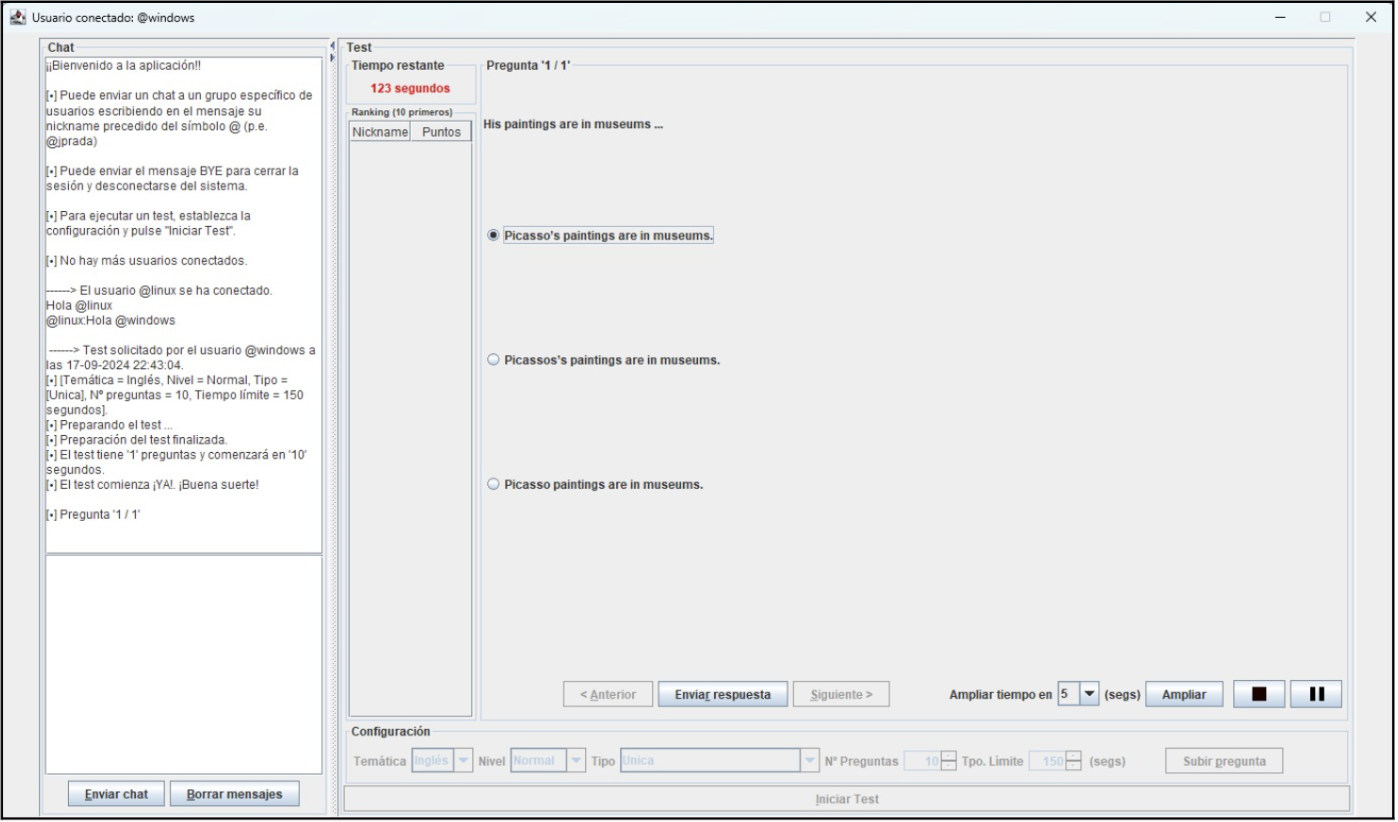 Usuario conectado: @windows
Chat
¡¡Bienvenido a la aplicación!!
[•] Puede enviar un chat a un grupo específico de
usuarios escribiendo en el mensaje su
nickname precedido del símbolo @ (p.e.
@jprada)
[•] Puede enviar el mensaje BYE para cerrar la
sesión y desconectarse del sistema.
[•] Para ejecutar un test, establezca la
configuración y pulse "Iniciar Test".
[•] No hay más usuarios conectados.
------> El usuario @linux se ha conectado.
Hola @linux
@linux:Hola @windows
------> Test solicitado por el usuario @windows a
las 17-09-2024 22:43:04.
[•] [Temática = Inglés, Nivel = Normal, Tipo =
[Unica], Nº preguntas = 10, Tiempo límite = 150
segundos].
[•] Preparando el test ...
[•] Preparación del test finalizada.
[•] El test tiene '1' preguntas y comenzará en '10'
segundos.
[•] El test comienza ¡YA!. ¡Buena suerte!
[•] Pregunta '1 / 1'
Enviar chat
Borrar mensajes
Test
Tiempo restante
123 segundos
Ranking (10 primeros)
Nickname Puntos
Pregunta '1 / 1'
His paintings are in museums ...
Picasso's paintings are in museums.
Picassos's paintings are in museums.
Picasso paintings are in museums.
< Anterior
Enviar respuesta
Siguiente >
Ampliar tiempo en 5 (segs)
Ampliar
Configuración
Temática Inglés Nivel Normal Tipo Unica Nº Preguntas 10 Tpo. Límite 150 (segs)
Subir pregunta
Iniciar Test